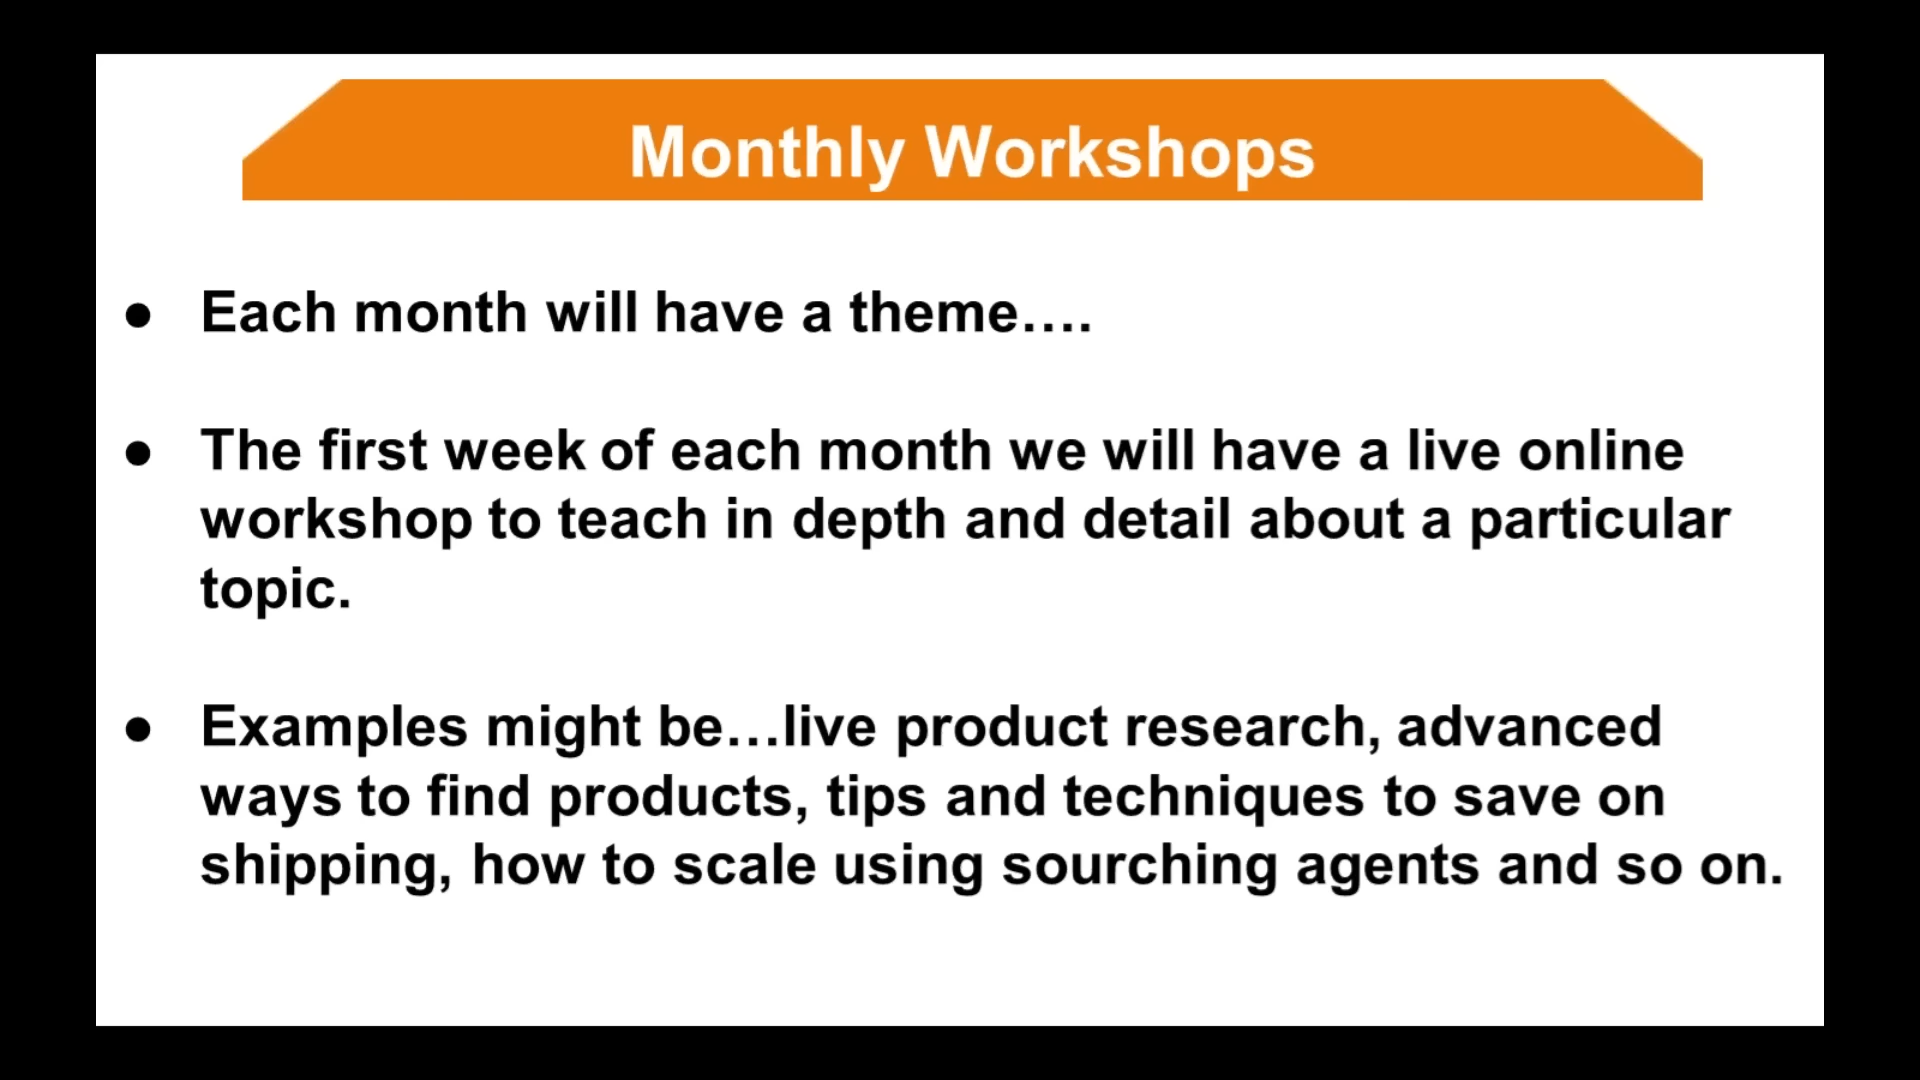 Monthly Workshops
● Each month will have a theme….
● The first week of each month we will have a live online
workshop to teach in depth and detail about a particular
topic.
● Examples might be…live product research, advanced
ways to find products, tips and techniques to save on
shipping, how to scale using sourching agents and so on.